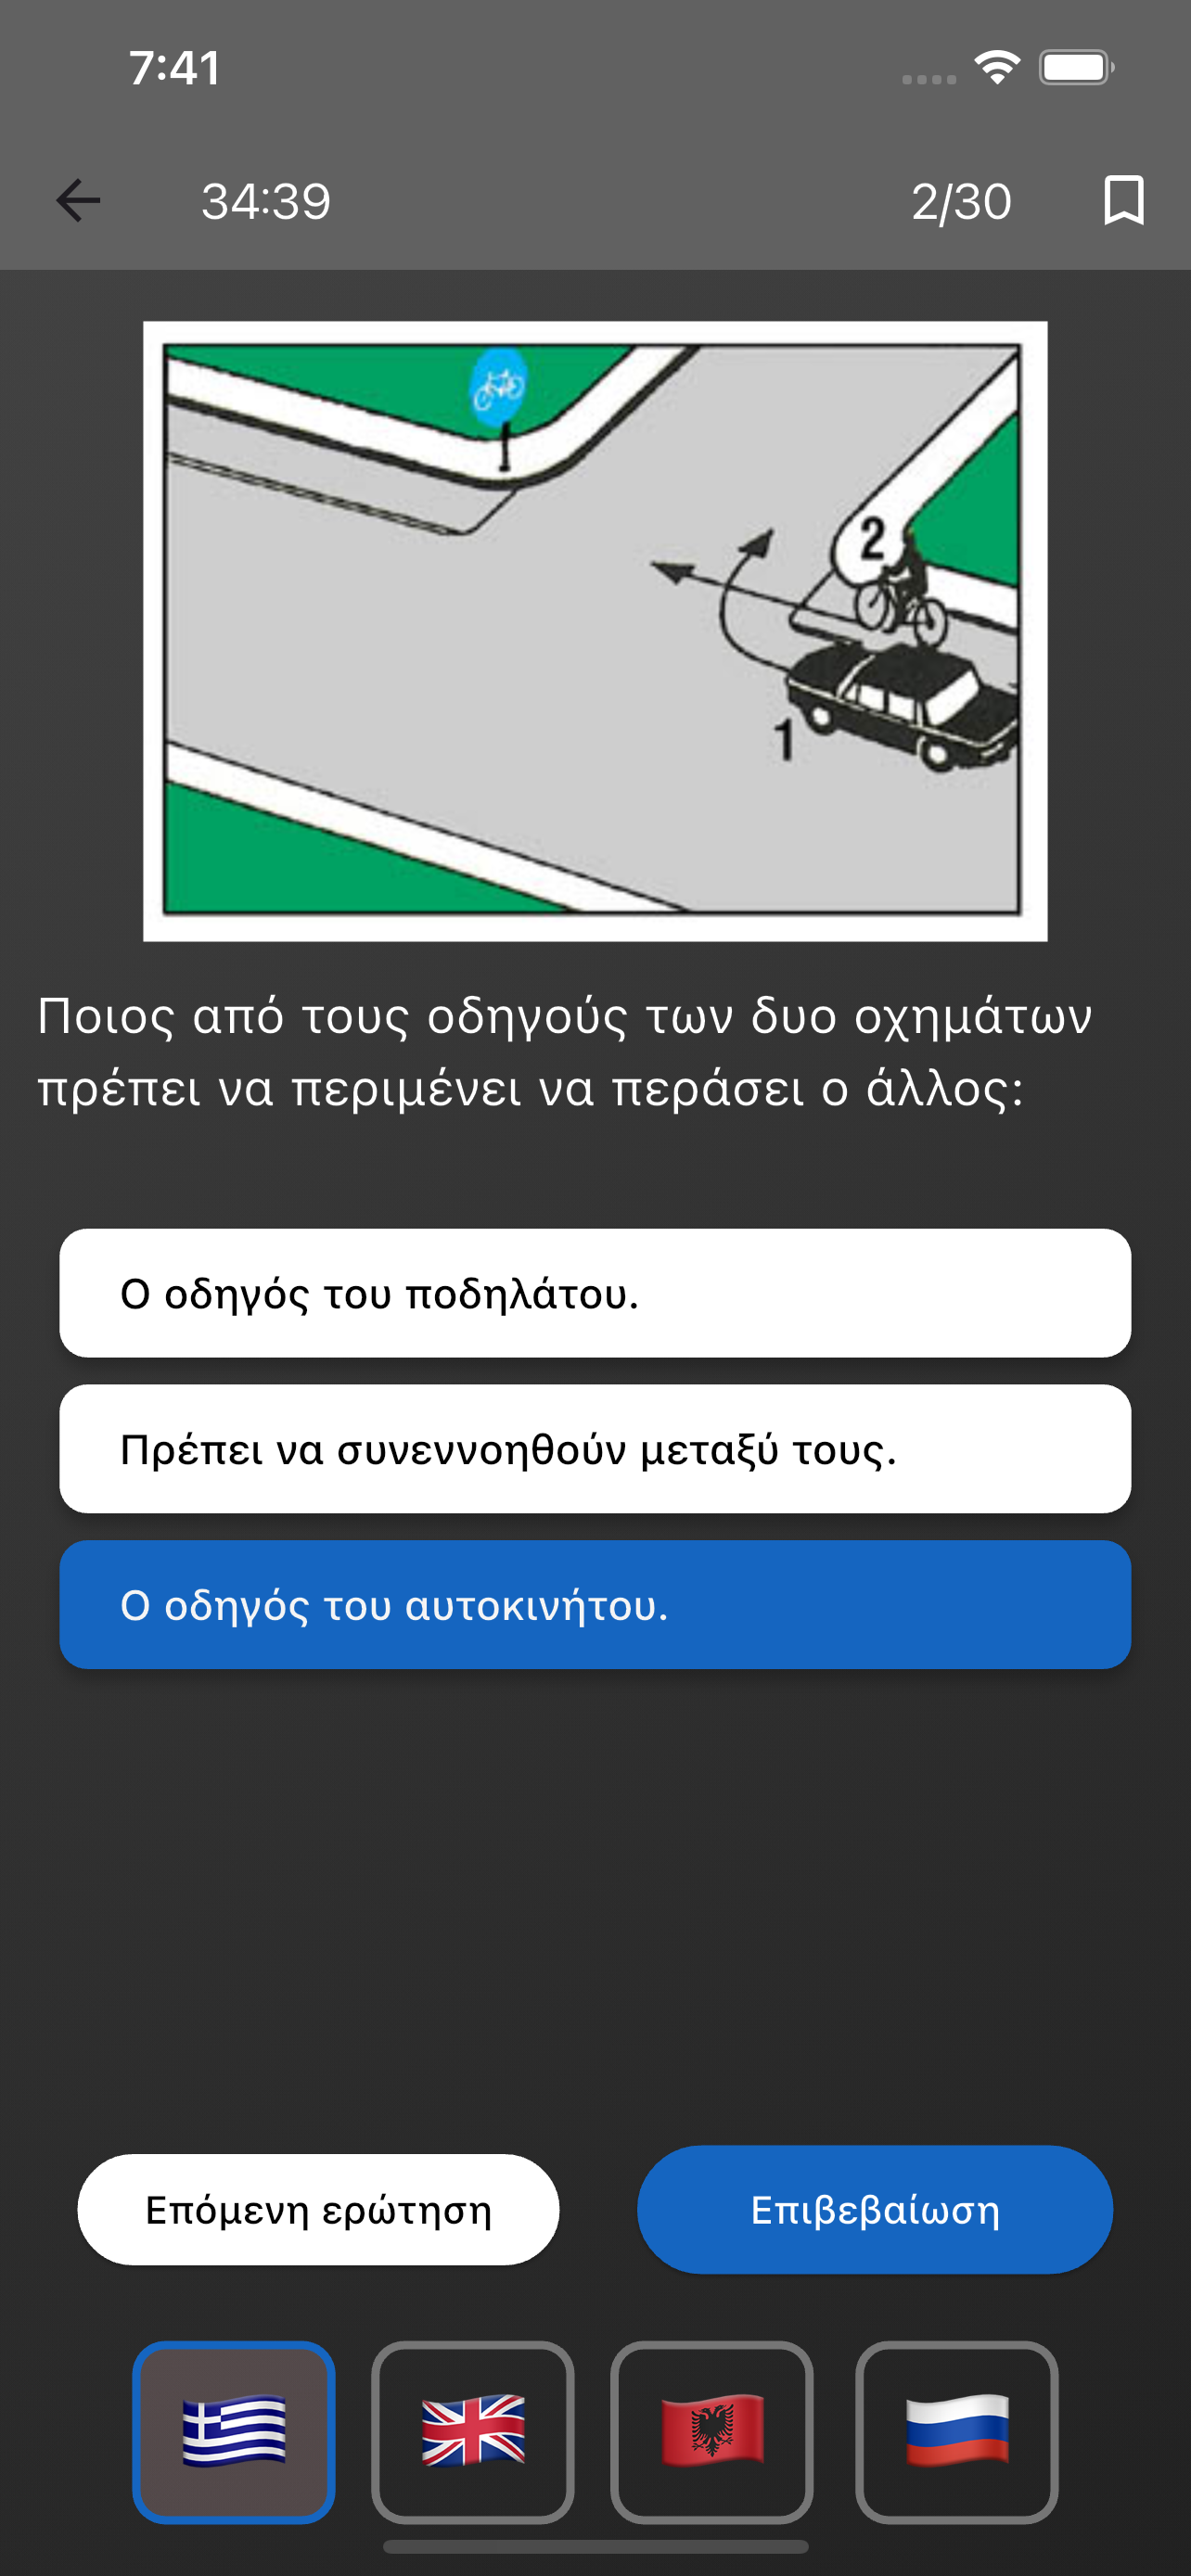 7:41
34:39
2/30
2
1
Ποιος από τους οδηγούς των δυο οχημάτων
πρέπει να περιμένει να περάσει ο άλλος:
Ο οδηγός του ποδηλάτου.
Πρέπει να συνεννοηθούν μεταξύ τους.
Ο οδηγός του αυτοκινήτου.
Επόμενη ερώτηση
Επιβεβαίωση